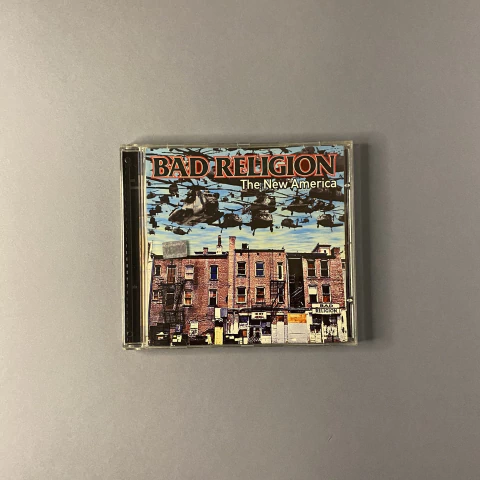 BAD RELIGION
The New America
BAD
RELIGION